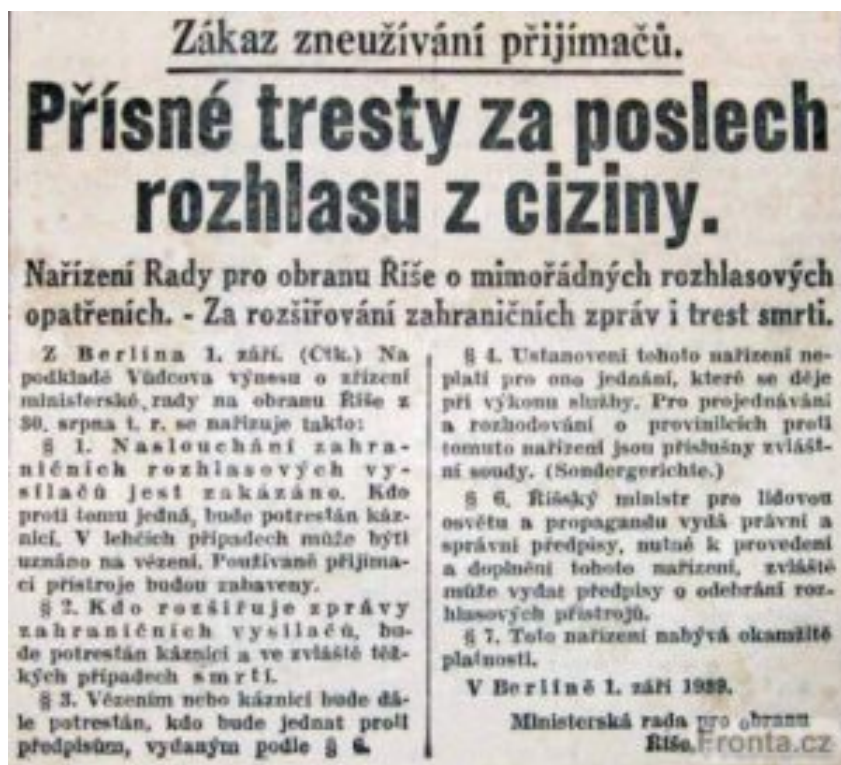 Zákaz zneužívání přijímačů.
Přísné tresty za poslech
rozhlasu z ciziny.
Nařízení Rady pro obranu Říše o mimořádných rozhlasových
opatřeních. - Za rozšiřování zahraničních zpráv i trest smrti.
Z Berlína 1. září. (Čtk.) Na
podkladě Vůdcova výnosu o zřízení
ministerské rady na obranu Říše z
30. srpna t. r. se nařizuje takto:
§ 1. Naslouchání zahra-
ničních rozhlasových vy-
sílačů jest zakázáno. Kdo
proti tomu jedná, bude potrestán káz-
nicí. V lehčích případech může býti
uznáno na vězení. Používané přijíma-
cí přístroje budou zabaveny.
§ 2. Kdo rozšiřuje zprávy
zahraničních vysílačů, bu-
de potrestán káznicí a ve zvláště těž-
kých případech smrtí.
§ 3. Vězením nebo káznicí bude dá-
le potrestán, kdo bude jednat proti
předpisům, vydaným podle § 6.
§ 4. Ustanovení tohoto nařízení ne-
platí pro ono jednání, které se děje
při výkonu služby. Pro projednávání
a rozhodování o provinilcích proti
tomuto nařízení jsou příslušny zvlášt-
ní soudy. (Sondergerichte.)
§ 6. Říšský ministr pro lidovou
osvětu a propagandu vydá právní a
správní předpisy, nutné k provedení
a doplnění tohoto nařízení, zvláště
může vydat předpisy o odebrání roz-
hlasových přístrojů.
§ 7. Toto nařízení nabývá okamžitě
platnosti.
V Berlíně 1. září 1939.
Ministerská rada pro obranu
Říše.
Fronta.cz